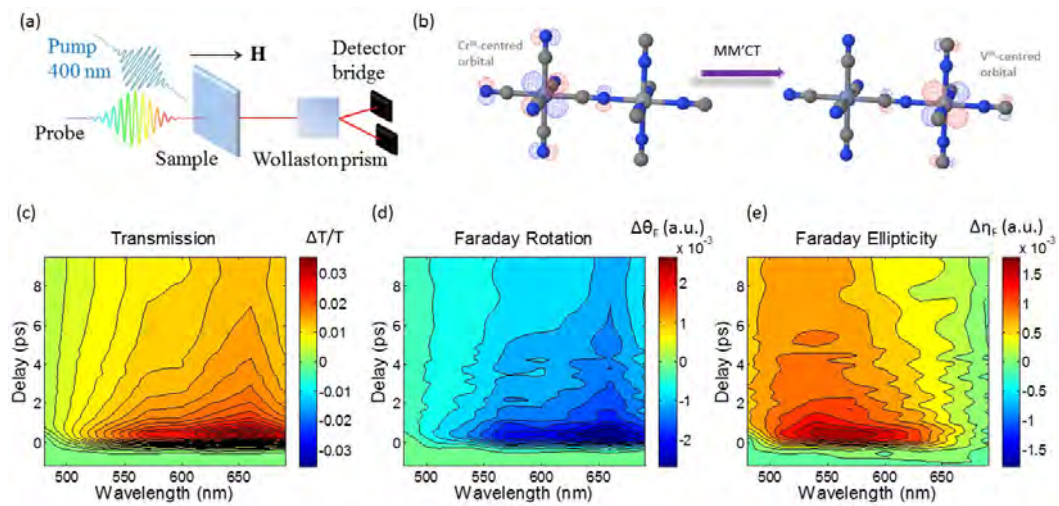 (a)
Pump
400 nm
H
Detector
bridge
Probe
Sample
Wollaston prism
(b)
Cr^III-centred
orbital
MM'CT
V^III-centred
orbital
(c)
Transmission
ΔT/T
Delay (ps)
8
6
4
2
0
500 550 600 650
Wavelength (nm)
0.03
0.02
0.01
0
-0.01
-0.02
-0.03
(d)
Faraday Rotation
Δθ_F (a.u.)
x 10^-3
Delay (ps)
8
6
4
2
0
500 550 600 650
Wavelength (nm)
2
1
0
-1
-2
(e)
Faraday Ellipticity
Δη_F (a.u.)
x 10^-3
Delay (ps)
8
6
4
2
0
500 550 600 650
Wavelength (nm)
1.5
1
0.5
0
-0.5
-1
-1.5